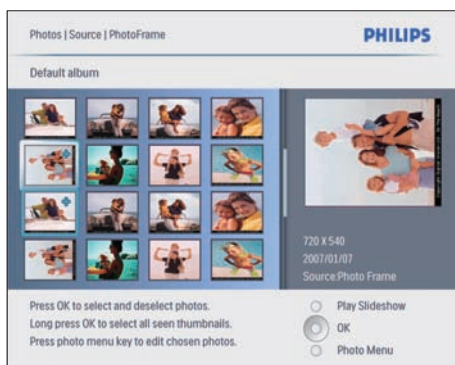 Photos | Source | PhotoFrame
PHILIPS
Default album
720 X 540
2007/01/07
Source:Photo Frame
Press OK to select and deselect photos.
Long press OK to select all seen thumbnails.
Press photo menu key to edit chosen photos.
Play Slideshow
OK
Photo Menu